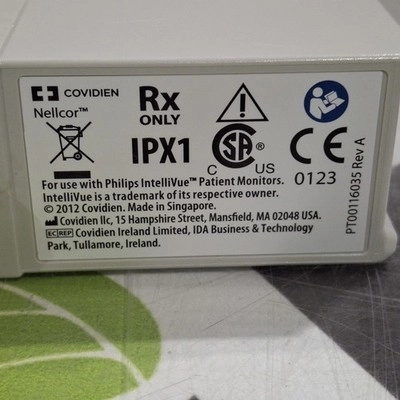 COVIDIEN
Nellcor™
Rx
ONLY
IPX1
C SA US
CE
0123
For use with Philips IntelliVue™ Patient Monitors.
IntelliVue is a trademark of its respective owner.
© 2012 Covidien. Made in Singapore.
Covidien llc, 15 Hampshire Street, Mansfield, MA 02048 USA.
EC REP Covidien Ireland Limited, IDA Business & Technology
Park, Tullamore, Ireland.
PT00116035 Rev A